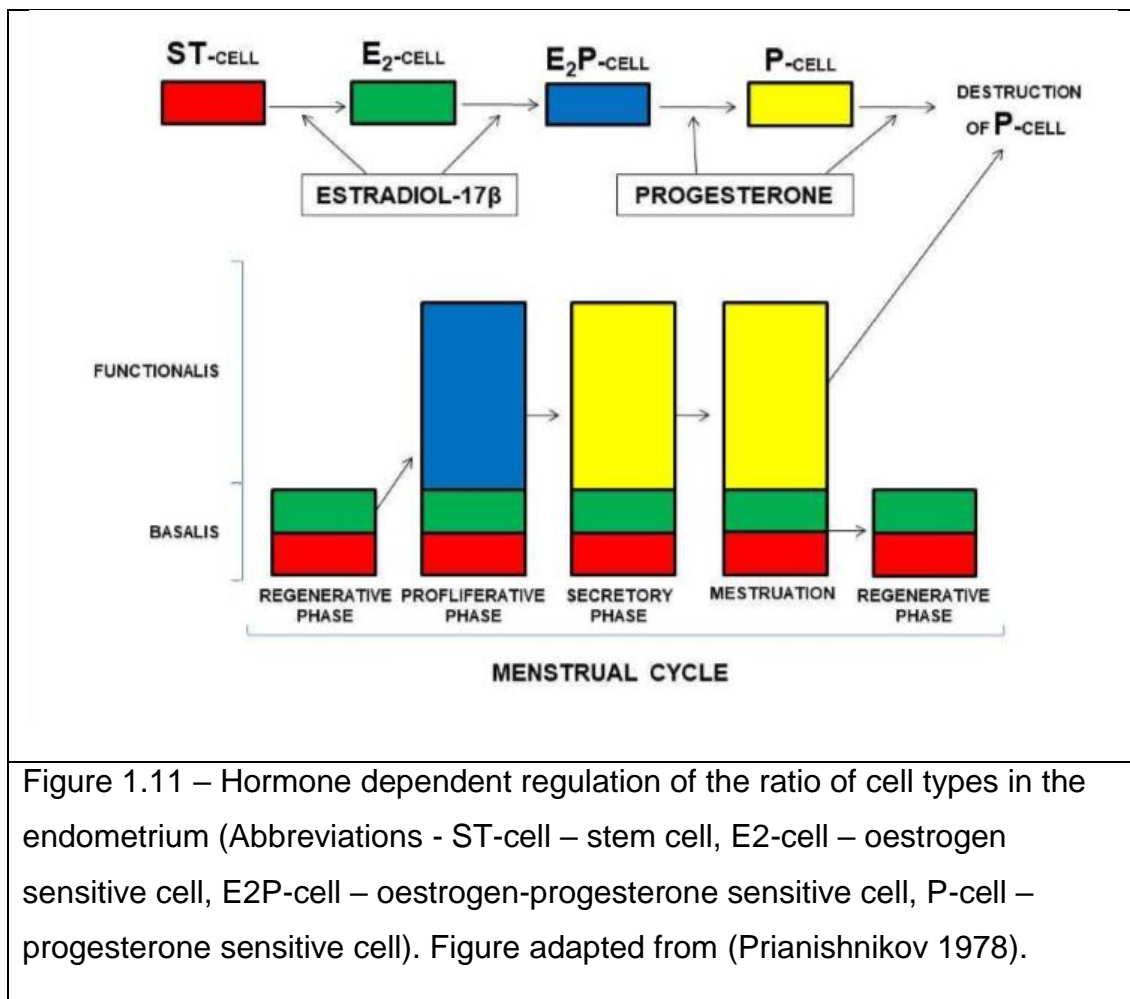 ST-CELL E₂-CELL E₂P-CELL P-CELL
DESTRUCTION
OF P-CELL
ESTRADIOL-17β PROGESTERONE
FUNCTIONALIS
BASALIS
REGENERATIVE PROFLIFERATIVE SECRETORY MESTRUATION REGENERATIVE
PHASE PHASE PHASE PHASE
MENSTRUAL CYCLE
Figure 1.11 – Hormone dependent regulation of the ratio of cell types in the
endometrium (Abbreviations - ST-cell – stem cell, E2-cell – oestrogen
sensitive cell, E2P-cell – oestrogen-progesterone sensitive cell, P-cell –
progesterone sensitive cell). Figure adapted from (Prianishnikov 1978).